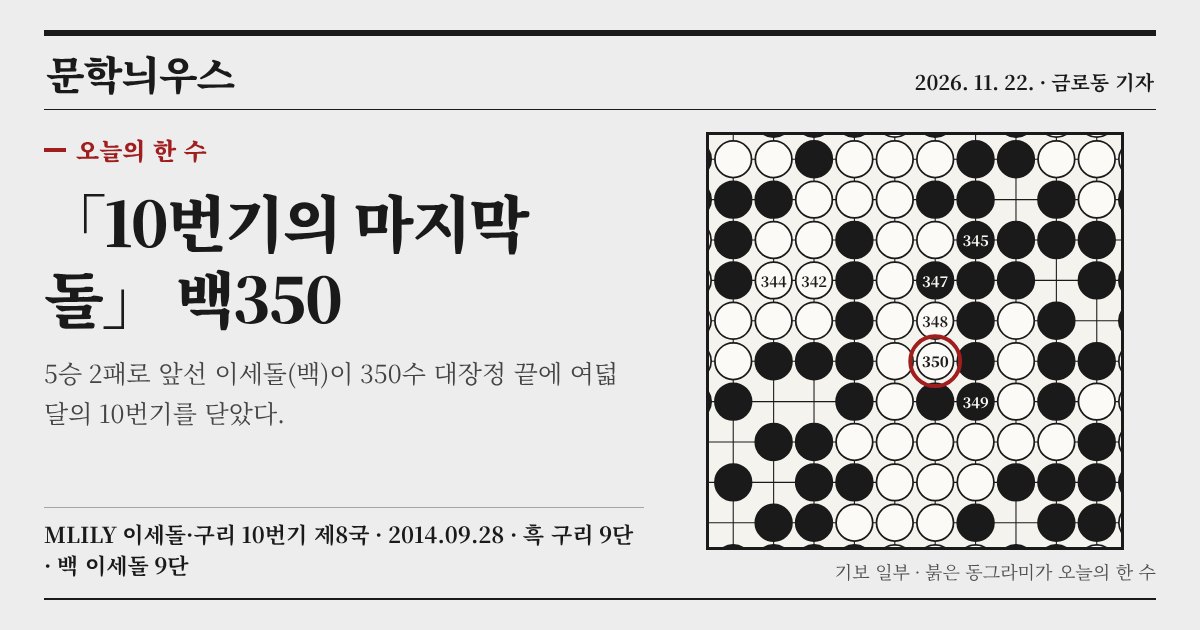 문학늬우스
2026. 11. 22. · 금로동 기자
오늘의 한 수
「10번기의 마지막
돌」 백350
5승 2패로 앞선 이세돌(백)이 350수 대장정 끝에 여덟
달의 10번기를 닫았다.
MLILY 이세돌·구리 10번기 제8국 · 2014.09.28 · 흑 구리 9단
· 백 이세돌 9단
345
344 342 347
348
350
349
기보 일부 · 붉은 동그라미가 오늘의 한 수